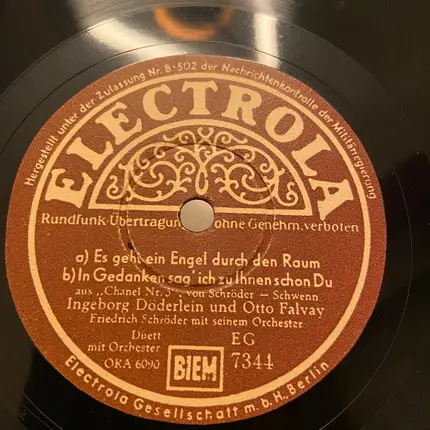 Hergestellt unter der Zulassung Nr. B-502 der Nachrichtenkontrolle der Militärregierung
ELECTROLA
Rundfunk-Übertragung ohne Genehm. verboten
a) Es geht ein Engel durch den Raum
b) In Gedanken sag' ich zu Ihnen schon Du
aus „Chanel Nr. 5", von Schröder – Schwenn
Ingeborg Döderlein und Otto Falvay
Friedrich Schröder mit seinem Orchester
Duett
mit Orchester
ORA 6090
BIEM
EG
7344
Electrola Gesellschaft m. b. H., Berlin